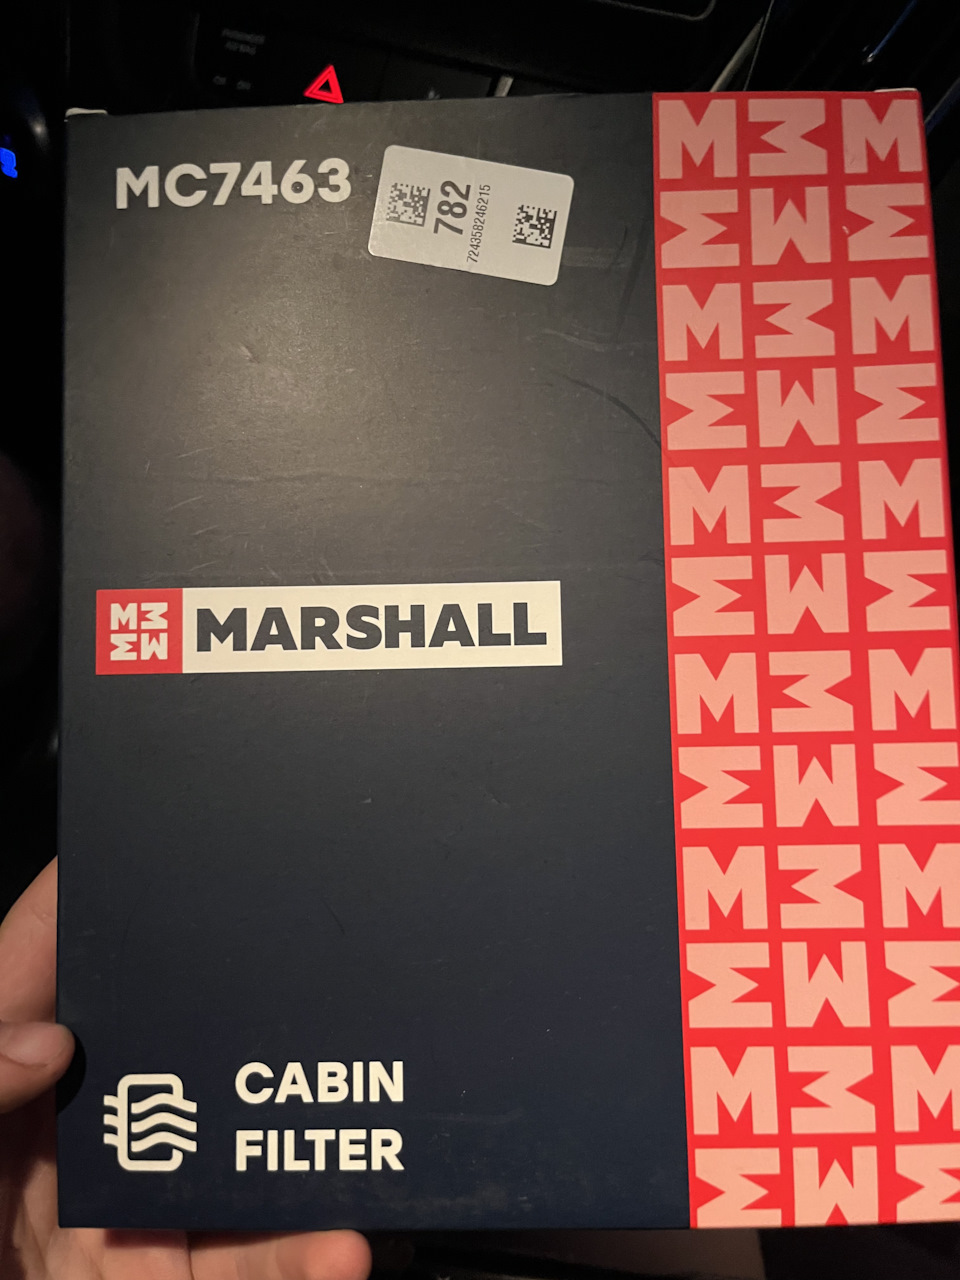 MC7463
782
724358246215
MARSHALL
CABIN
FILTER